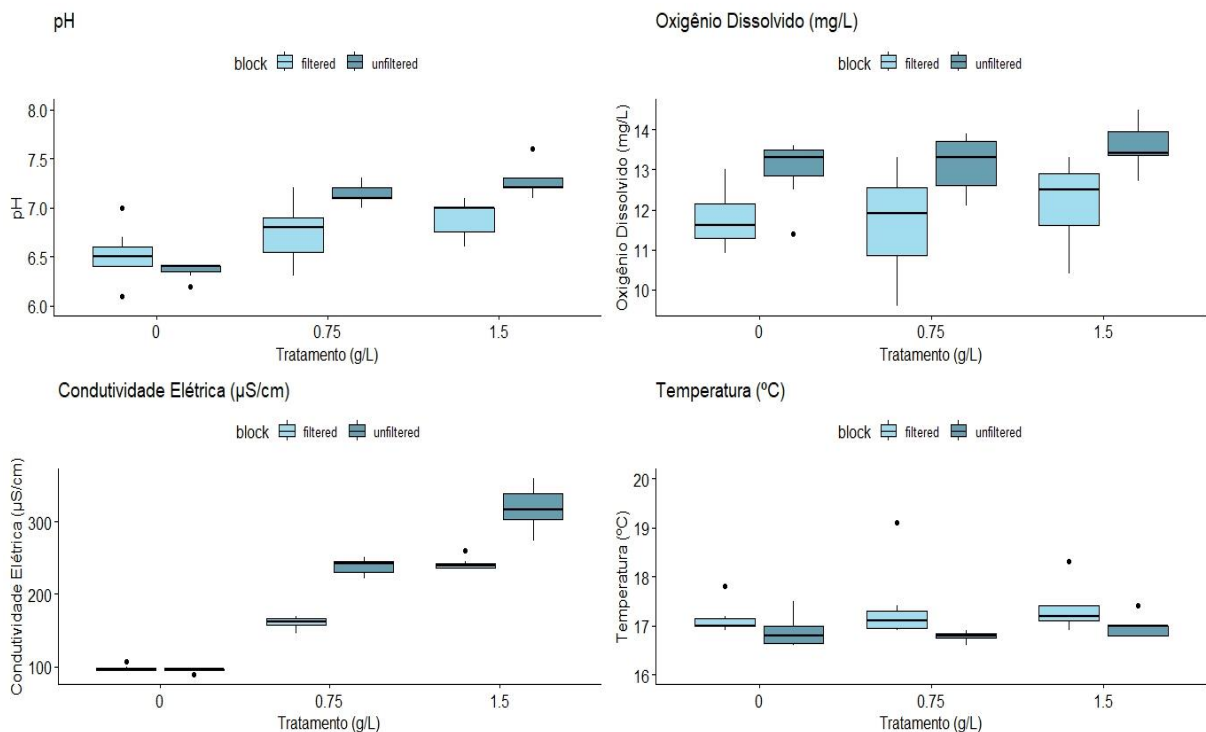 pH
block filtered unfiltered
8.0
7.5
7.0
6.5
6.0
pH
0 0.75 1.5
Tratamento (g/L)
Oxigênio Dissolvido (mg/L)
block filtered unfiltered
14
13
12
11
10
Oxigênio Dissolvido (mg/L)
0 0.75 1.5
Tratamento (g/L)
Condutividade Elétrica (µS/cm)
block filtered unfiltered
300
200
100
Condutividade Elétrica (µS/cm)
0 0.75 1.5
Tratamento (g/L)
Temperatura (ºC)
block filtered unfiltered
20
19
18
17
16
Temperatura (ºC)
0 0.75 1.5
Tratamento (g/L)